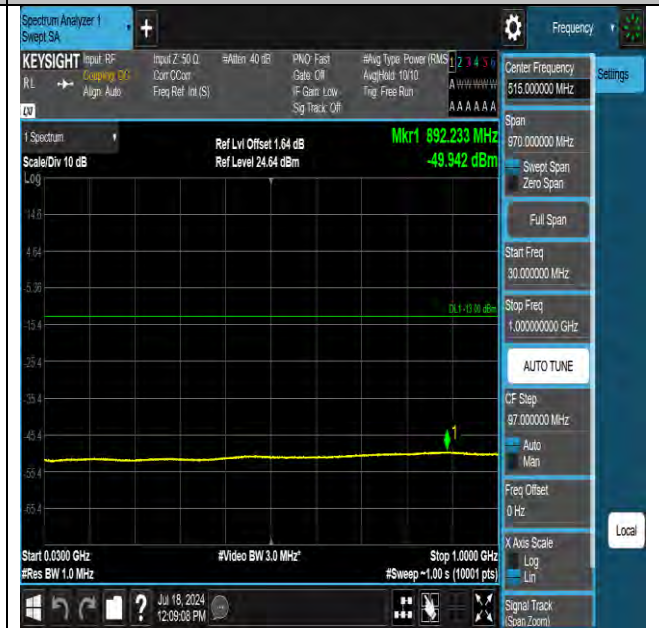 Spectrum Analyzer 1
Swept SA
Frequency
KEYSIGHT
RL
Input: RF
Coupling: DC
Align: Auto
Input Z: 50 Ω
Corr CCorr
Freq Ref: Int (S)
#Atten: 40 dB
PNO: Fast
Gate: Off
IF Gain: Low
Sig Track: Off
#Avg Type: Power (RMS
Avg|Hold: 10/10
Trig: Free Run
1 2 3 4 5 6
A W W W W W
A A A A A A
1 Spectrum
Scale/Div 10 dB
Ref Lvl Offset 1.64 dB
Ref Level 24.64 dBm
Mkr1 892.233 MHz
-49.942 dBm
Log
14.6
4.64
-5.36
-15.4
-25.4
-35.4
-45.4
-55.4
-65.4
DL1 -13.00 dBm
1
Start 0.0300 GHz
#Res BW 1.0 MHz
#Video BW 3.0 MHz*
Stop 1.0000 GHz
#Sweep ~1.00 s (10001 pts)
Jul 18, 2024
12:09:08 PM
Center Frequency
515.000000 MHz
Settings
Span
970.000000 MHz
Swept Span
Zero Span
Full Span
Start Freq
30.000000 MHz
Stop Freq
1.000000000 GHz
AUTO TUNE
CF Step
97.000000 MHz
Auto
Man
Freq Offset
0 Hz
Local
X Axis Scale
Log
Lin
Signal Track
(Span Zoom)